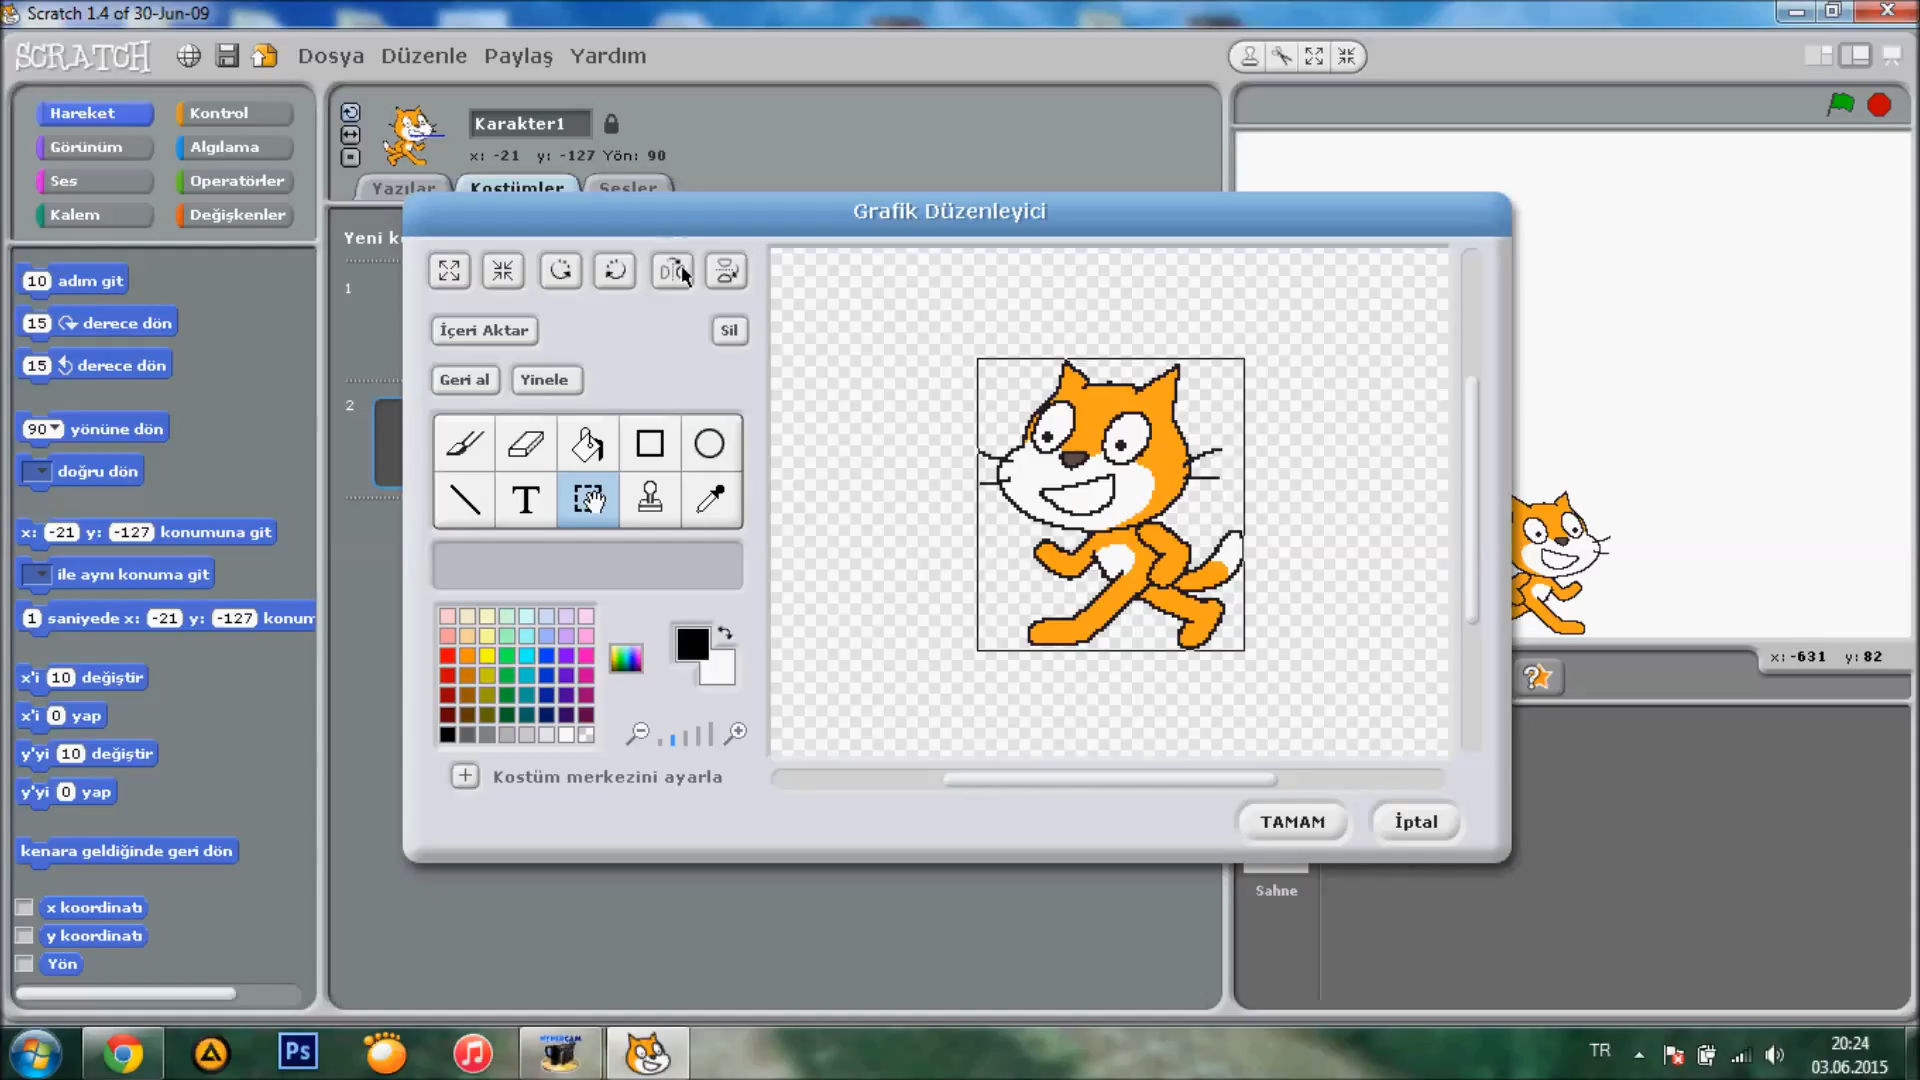 Scratch 1.4 of 30-Jun-09
SCRATCH
Dosya Düzenle Paylaş Yardım
Hareket Kontrol
Görünüm Algılama
Ses Operatörler
Kalem Değişkenler
10 adım git
15 derece dön
15 derece dön
90 yönüne dön
doğru dön
x: -21 y: -127 konumuna git
ile aynı konuma git
1 saniyede x: -21 y: -127 konum
x'i 10 değiştir
x'i 0 yap
y'yi 10 değiştir
y'yi 0 yap
kenara geldiğinde geri dön
x koordinatı
y koordinatı
Yön
Karakter1
x: -21 y: -127 Yön: 90
Yazılar Kostümler Sesler
Yeni k
1
2
Grafik Düzenleyici
İçeri Aktar Sil
Geri al Yinele
T
Kostüm merkezini ayarla
TAMAM İptal
x: -631 y: 82
?
Sahne
Ps
HYPERCAM
TR
20:24
03.06.2015